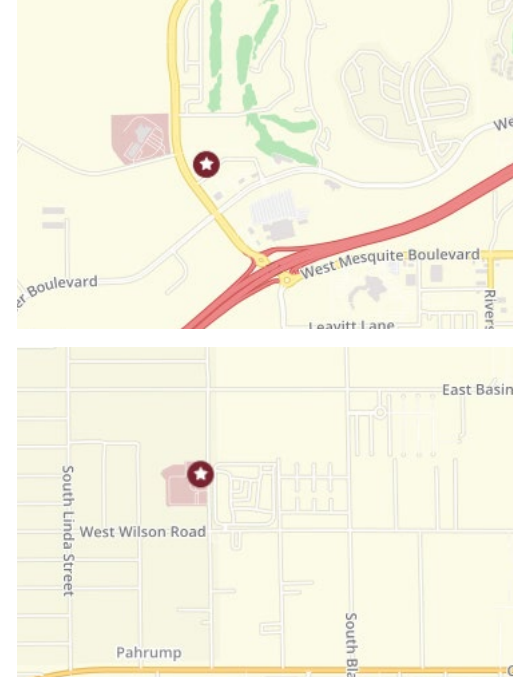 We
West Mesquite Boulevard
er Boulevard
Rivers
Leavitt Lane
East Basin
South Linda Street
West Wilson Road
South Bla
Pahrump